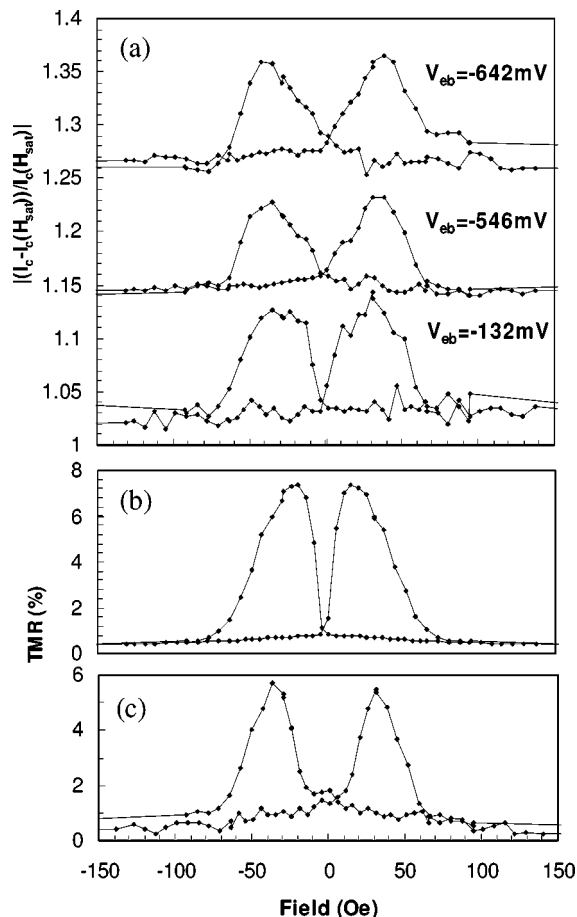 1.4
(a)
V_eb=-642mV
1.35
1.3
|(I_c-I_c(H_sat))/I_c(H_sat)|
1.25
V_eb=-546mV
1.2
1.15
V_eb=-132mV
1.1
1.05
1
(b)
8
6
4
2
0
TMR (%)
(c)
6
4
2
0
-150 -100 -50 0 50 100 150
Field (Oe)